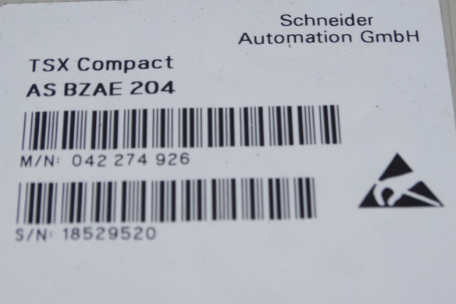 Schneider
Automation GmbH
TSX Compact
AS BZAE 204
M/N: 042 274 926
S/N: 18529520